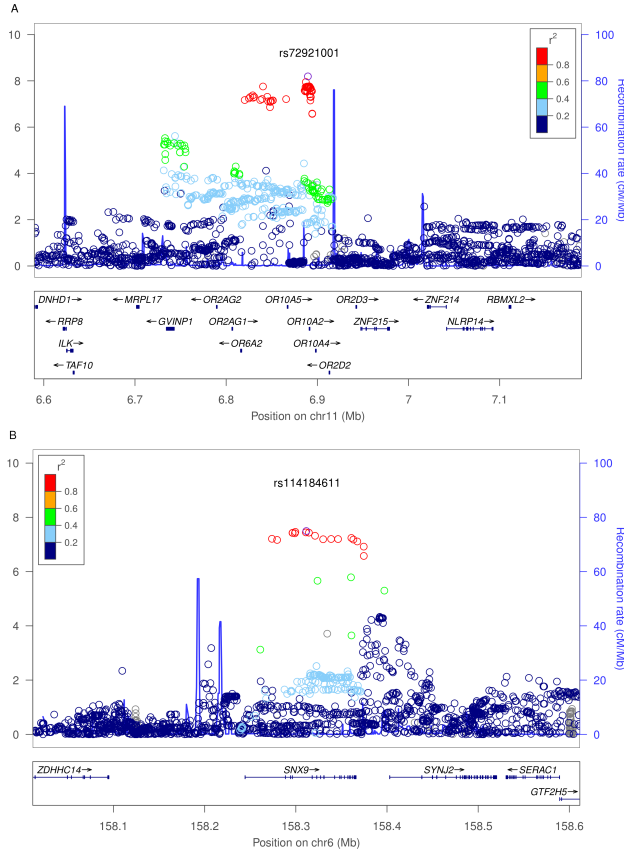 A
rs72921001
r2
0.8
0.6
0.4
0.2
10
8
6
4
2
0
100
80
60
40
20
0
Recombination rate (cM/Mb)
DNHD1→ ←MRPL17 ←OR2AG2 OR10A5→ OR2D3→ ←ZNF214 RBMXL2→
←RRP8 ←GVINP1 OR2AG1→ ←OR10A2→ ZNF215→ NLRP14→
ILK→ ←OR6A2 OR10A4→
←TAF10 ←OR2D2
6.6 6.7 6.8 6.9 7 7.1
Position on chr11 (Mb)
B
rs114184611
r2
0.8
0.6
0.4
0.2
10
8
6
4
2
0
100
80
60
40
20
0
Recombination rate (cM/Mb)
ZDHHC14→ SNX9→ SYNJ2→ ←SERAC1
GTF2H5→
158.1 158.2 158.3 158.4 158.5 158.6
Position on chr6 (Mb)